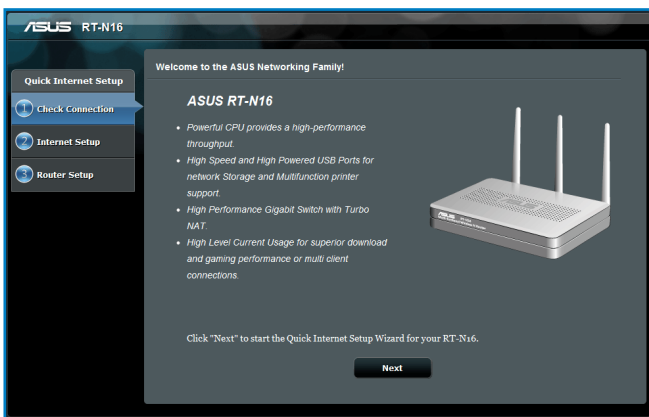 ASUS RT-N16
Quick Internet Setup
1 Check Connection
2 Internet Setup
3 Router Setup
Welcome to the ASUS Networking Family!
ASUS RT-N16
• Powerful CPU provides a high-performance
throughput.
• High Speed and High Powered USB Ports for
network Storage and Multifunction printer
support.
• High Performance Gigabit Switch with Turbo
NAT.
• High Level Current Usage for superior download
and gaming performance or multi client
connections.
ASUS
Click "Next" to start the Quick Internet Setup Wizard for your RT-N16.
Next